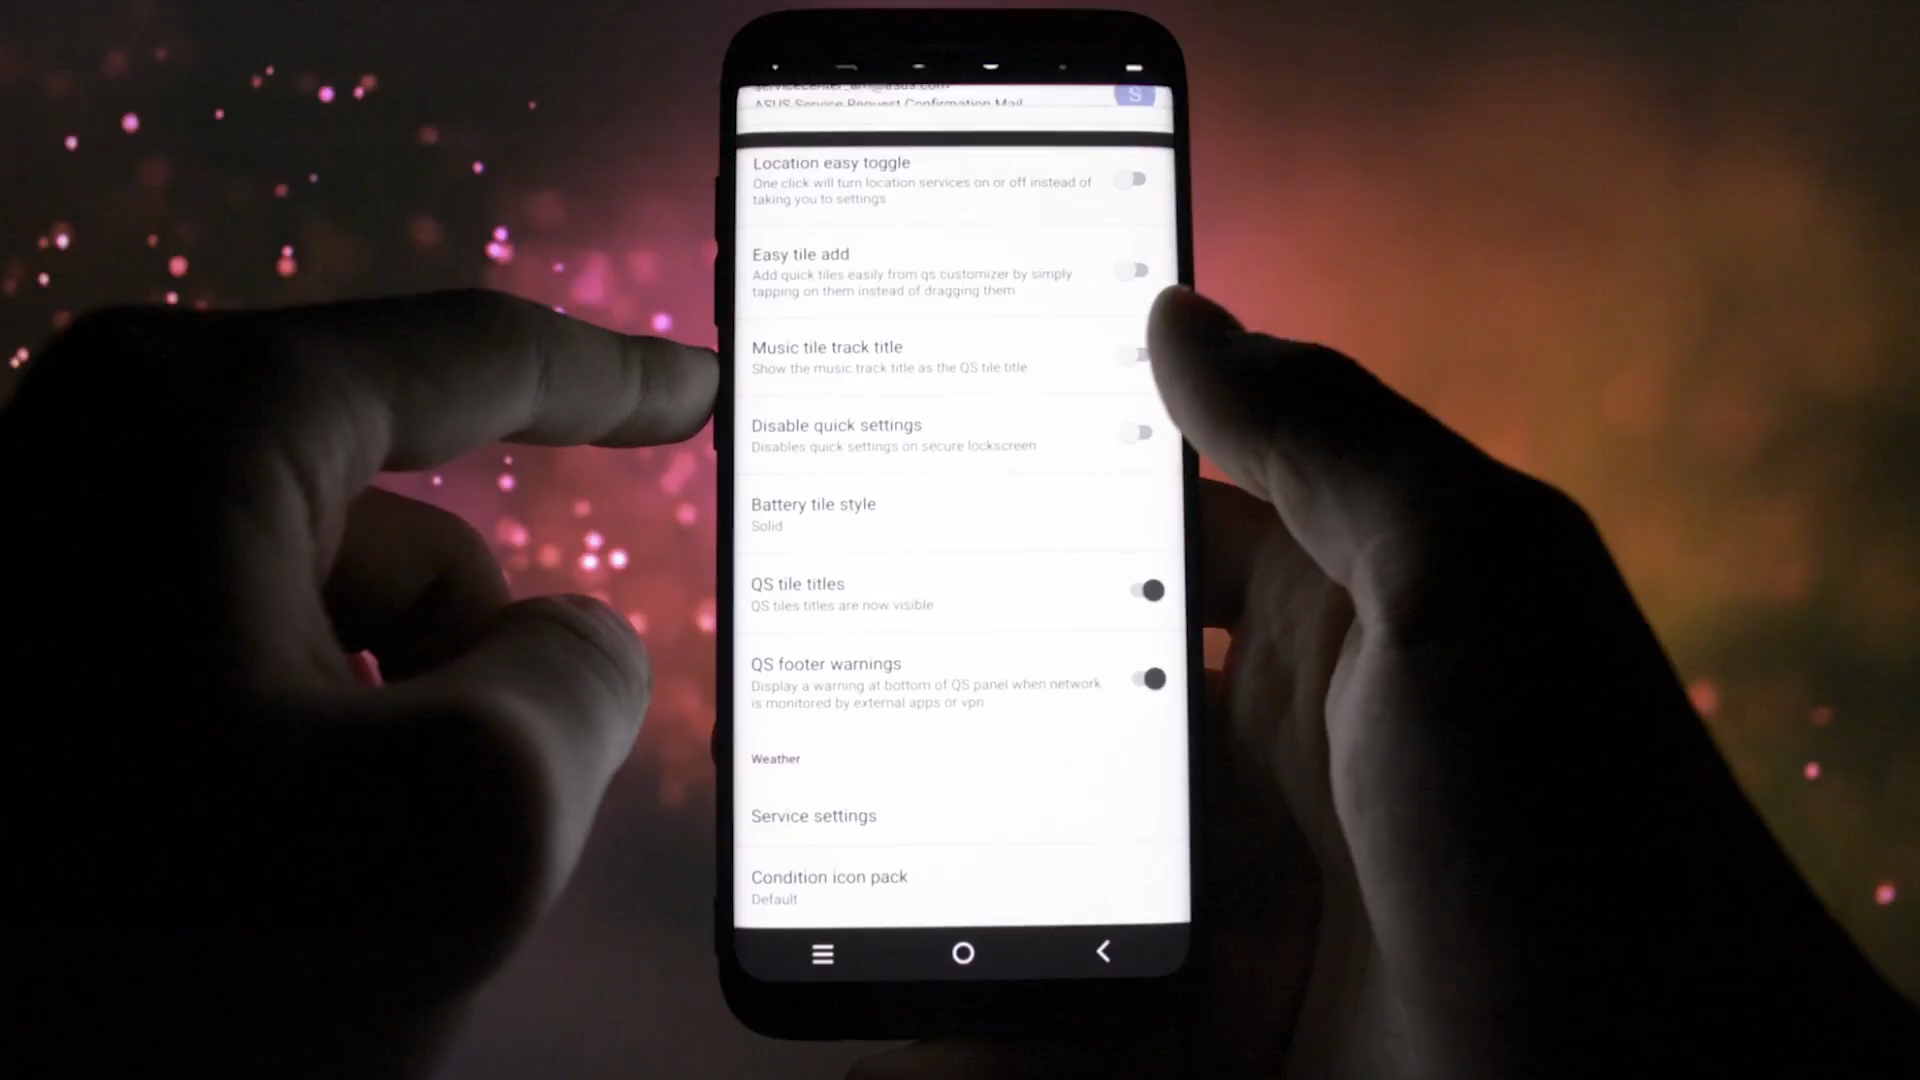 ASUS Service Request Confirmation Mail
S
Location easy toggle
One click will turn location services on or off instead of
taking you to settings
Easy tile add
Add quick tiles easily from qs customizer by simply
tapping on them instead of dragging them
Music tile track title
Show the music track title as the QS tile title
Disable quick settings
Disables quick settings on secure lockscreen
Battery tile style
Solid
QS tile titles
QS tiles titles are now visible
QS footer warnings
Display a warning at bottom of QS panel when network
is monitored by external apps or vpn
Weather
Service settings
Condition icon pack
Default